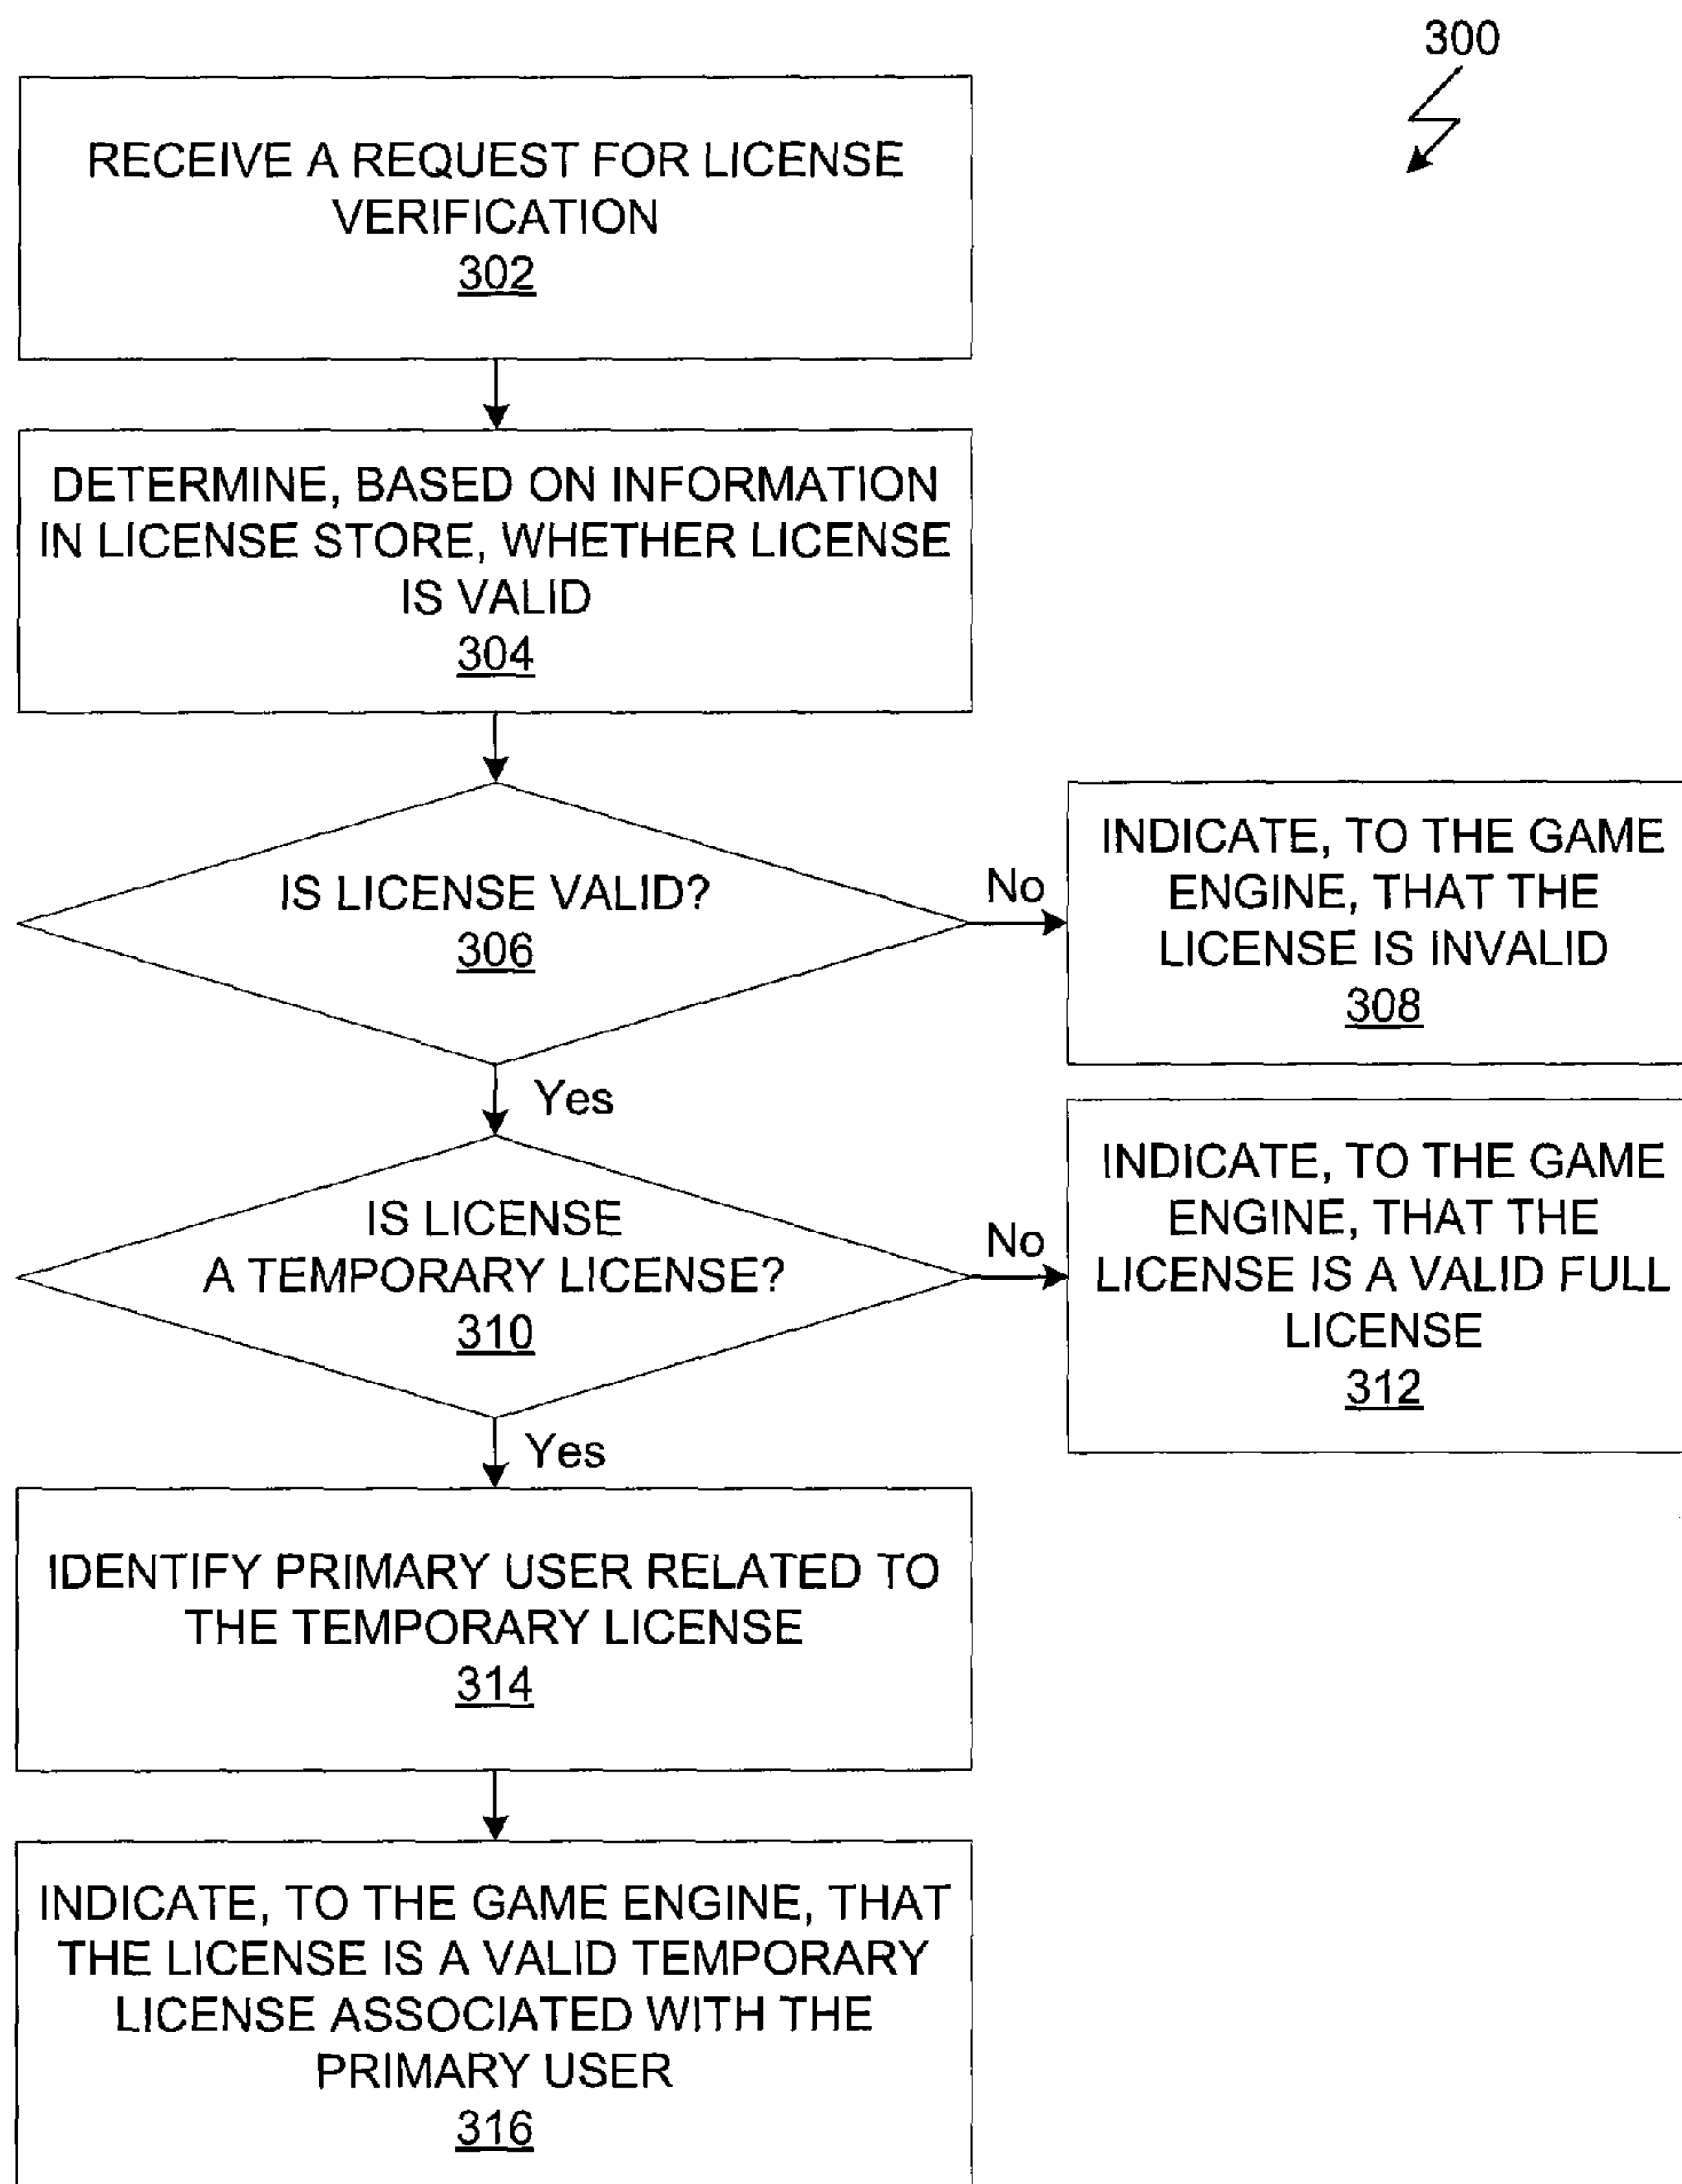 300
RECEIVE A REQUEST FOR LICENSE
VERIFICATION
302
DETERMINE, BASED ON INFORMATION
IN LICENSE STORE, WHETHER LICENSE
IS VALID
304
IS LICENSE VALID?
306
No
INDICATE, TO THE GAME
ENGINE, THAT THE
LICENSE IS INVALID
308
Yes
IS LICENSE
A TEMPORARY LICENSE?
310
No
INDICATE, TO THE GAME
ENGINE, THAT THE
LICENSE IS A VALID FULL
LICENSE
312
Yes
IDENTIFY PRIMARY USER RELATED TO
THE TEMPORARY LICENSE
314
INDICATE, TO THE GAME ENGINE, THAT
THE LICENSE IS A VALID TEMPORARY
LICENSE ASSOCIATED WITH THE
PRIMARY USER
316